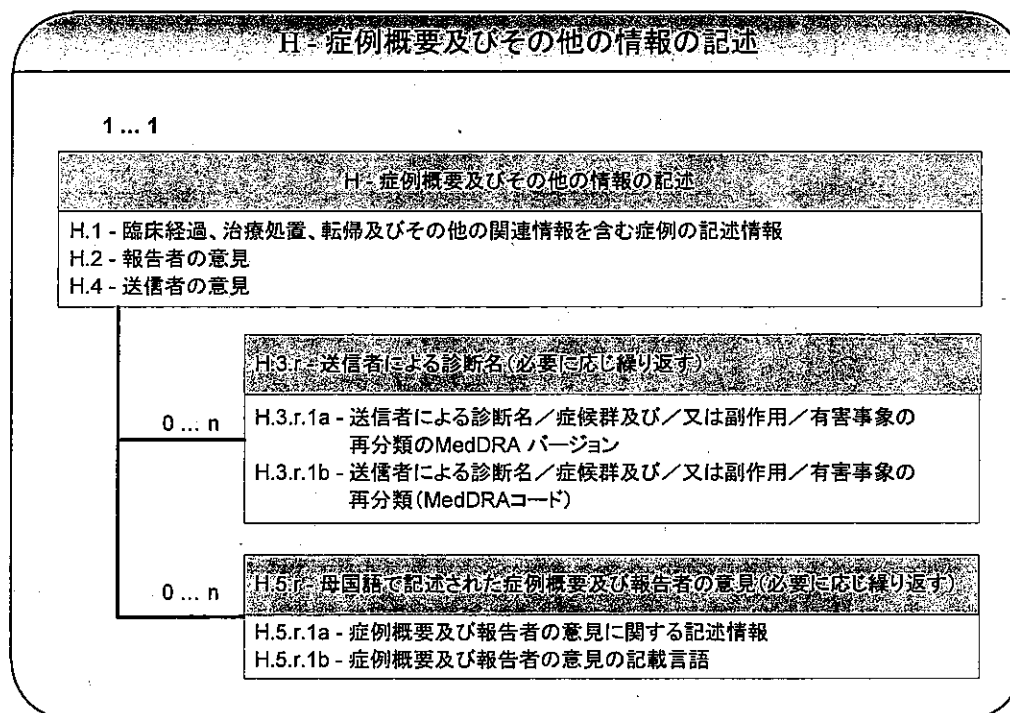 H - 症例概要及びその他の情報の記述
1 ... 1
H - 症例概要及びその他の情報の記述
H.1 - 臨床経過、治療処置、転帰及びその他の関連情報を含む症例の記述情報
H.2 - 報告者の意見
H.4 - 送信者の意見
H.3.r - 送信者による診断名(必要に応じ繰り返す)
0 ... n
H.3.r.1a - 送信者による診断名／症候群及び／又は副作用／有害事象の
再分類のMedDRA バージョン
H.3.r.1b - 送信者による診断名／症候群及び／又は副作用／有害事象の
再分類(MedDRAコード)
0 ... n
H.5.r - 母国語で記述された症例概要及び報告者の意見(必要に応じ繰り返す)
H.5.r.1a - 症例概要及び報告者の意見に関する記述情報
H.5.r.1b - 症例概要及び報告者の意見の記載言語